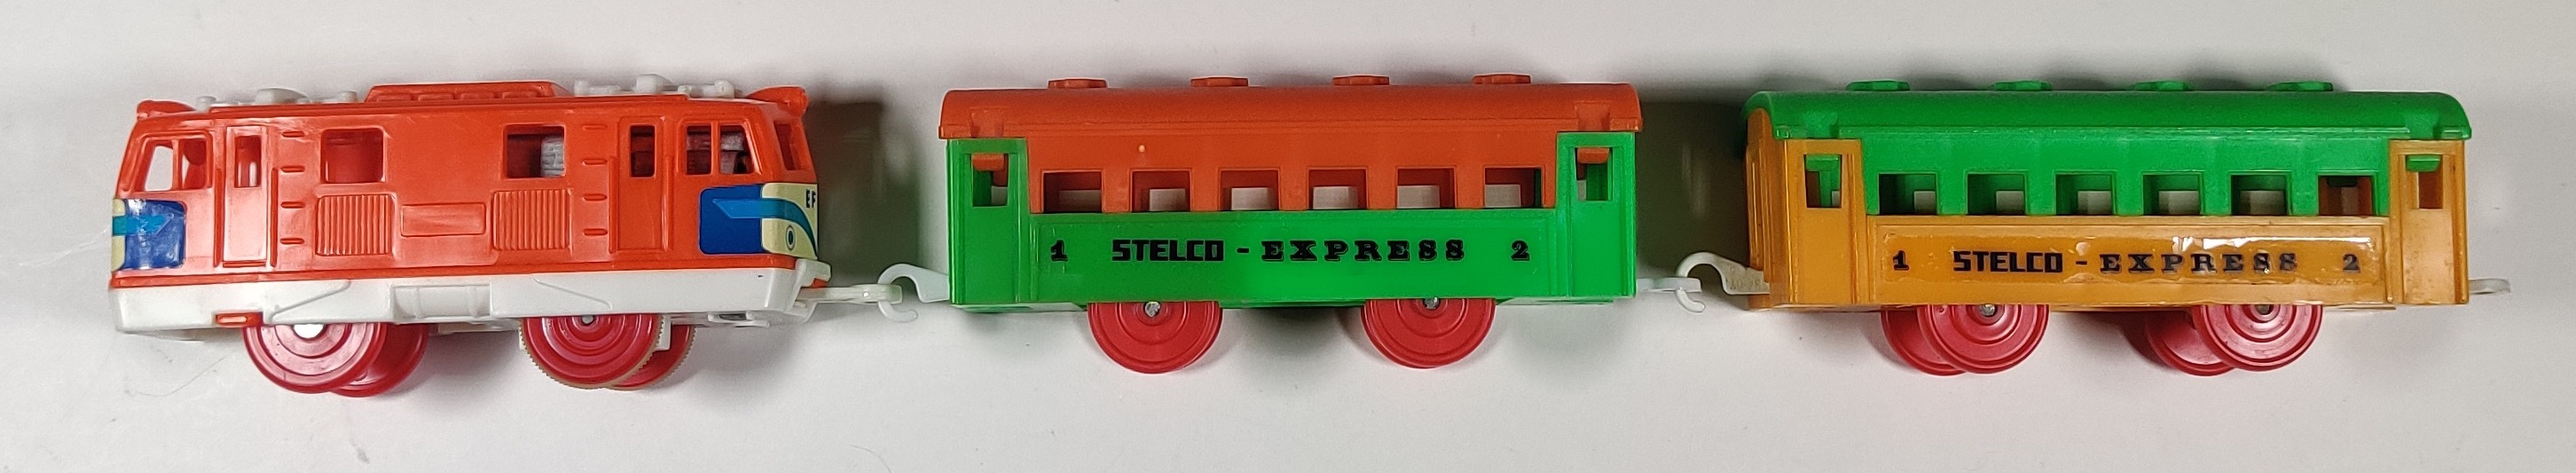 EF
1 STELCO - EXPRESS 2
1 STELCO - EXPRESS 2